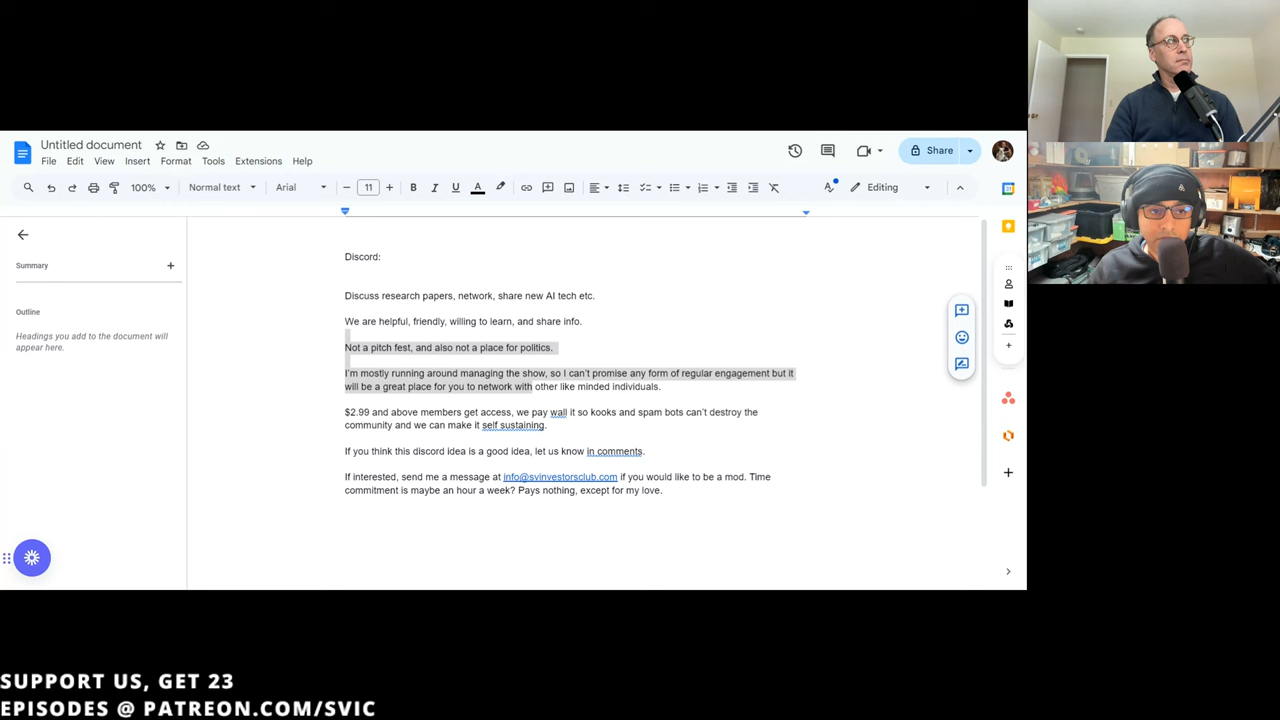 Untitled document
Share
File Edit View Insert Format Tools Extensions Help
100% Normal text Arial 11 B I U A Editing
Summary
Outline
Headings you add to the document will
appear here.
Discord:
Discuss research papers, network, share new AI tech etc.
We are helpful, friendly, willing to learn, and share info.
Not a pitch fest, and also not a place for politics.
I'm mostly running around managing the show, so I can't promise any form of regular engagement but it
will be a great place for you to network with other like minded individuals.
$2.99 and above members get access, we pay wall it so kooks and spam bots can't destroy the
community and we can make it self sustaining.
If you think this discord idea is a good idea, let us know in comments.
If interested, send me a message at info@svinvestorsclub.com if you would like to be a mod. Time
commitment is maybe an hour a week? Pays nothing, except for my love.
SUPPORT US, GET 23
EPISODES @ PATREON.COM/SVIC